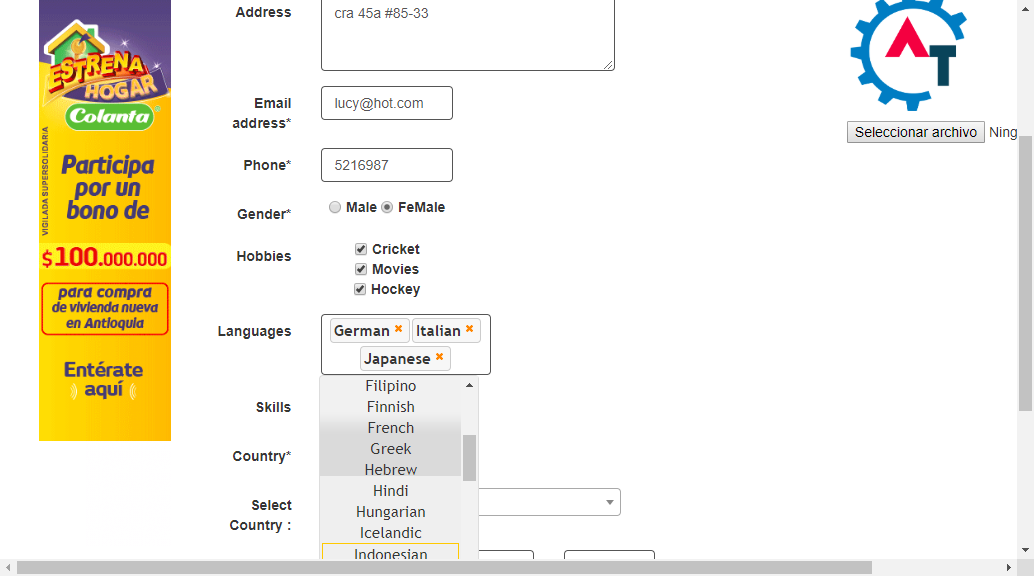 ESTRENA
HOGAR
Colanta
VIGILADA SUPERSOLIDARIA
Participa
por un
bono de
$100.000.000
para compra
de vivienda nueva
en Antioquia
Entérate
aquí
Address
cra 45a #85-33
Email
address*
lucy@hot.com
Phone*
5216987
Gender*
Male FeMale
Hobbies
Cricket
Movies
Hockey
Languages
German Italian
Japanese
Filipino
Finnish
French
Greek
Hebrew
Hindi
Hungarian
Icelandic
Indonesian
Skills
Country*
Select
Country :
AT
Seleccionar archivo Ning